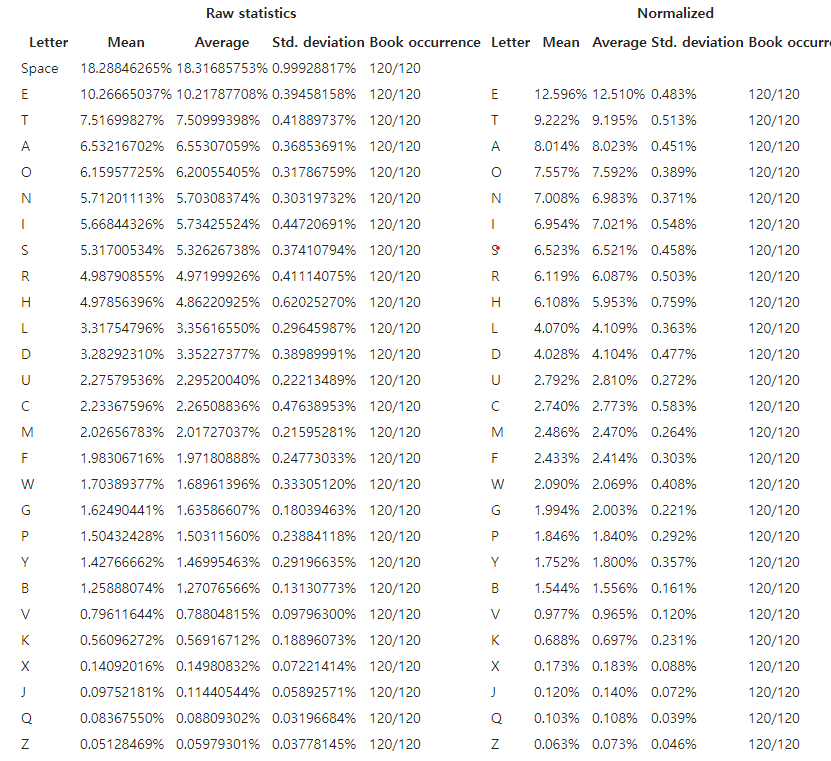 Raw statistics Normalized
Letter Mean Average Std. deviation Book occurrence Letter Mean Average Std. deviation Book occurr
Space 18.28846265% 18.31685753% 0.99928817% 120/120
E 10.26665037% 10.21787708% 0.39458158% 120/120 E 12.596% 12.510% 0.483% 120/120
T 7.51699827% 7.50999398% 0.41889737% 120/120 T 9.222% 9.195% 0.513% 120/120
A 6.53216702% 6.55307059% 0.36853691% 120/120 A 8.014% 8.023% 0.451% 120/120
O 6.15957725% 6.20055405% 0.31786759% 120/120 O 7.557% 7.592% 0.389% 120/120
N 5.71201113% 5.70308374% 0.30319732% 120/120 N 7.008% 6.983% 0.371% 120/120
I 5.66844326% 5.73425524% 0.44720691% 120/120 I 6.954% 7.021% 0.548% 120/120
S 5.31700534% 5.32626738% 0.37410794% 120/120 S 6.523% 6.521% 0.458% 120/120
R 4.98790855% 4.97199926% 0.41114075% 120/120 R 6.119% 6.087% 0.503% 120/120
H 4.97856396% 4.86220925% 0.62025270% 120/120 H 6.108% 5.953% 0.759% 120/120
L 3.31754796% 3.35616550% 0.29645987% 120/120 L 4.070% 4.109% 0.363% 120/120
D 3.28292310% 3.35227377% 0.38989991% 120/120 D 4.028% 4.104% 0.477% 120/120
U 2.27579536% 2.29520040% 0.22213489% 120/120 U 2.792% 2.810% 0.272% 120/120
C 2.23367596% 2.26508836% 0.47638953% 120/120 C 2.740% 2.773% 0.583% 120/120
M 2.02656783% 2.01727037% 0.21595281% 120/120 M 2.486% 2.470% 0.264% 120/120
F 1.98306716% 1.97180888% 0.24773033% 120/120 F 2.433% 2.414% 0.303% 120/120
W 1.70389377% 1.68961396% 0.33305120% 120/120 W 2.090% 2.069% 0.408% 120/120
G 1.62490441% 1.63586607% 0.18039463% 120/120 G 1.994% 2.003% 0.221% 120/120
P 1.50432428% 1.50311560% 0.23884118% 120/120 P 1.846% 1.840% 0.292% 120/120
Y 1.42766662% 1.46995463% 0.29196635% 120/120 Y 1.752% 1.800% 0.357% 120/120
B 1.25888074% 1.27076566% 0.13130773% 120/120 B 1.544% 1.556% 0.161% 120/120
V 0.79611644% 0.78804815% 0.09796300% 120/120 V 0.977% 0.965% 0.120% 120/120
K 0.56096272% 0.56916712% 0.18896073% 120/120 K 0.688% 0.697% 0.231% 120/120
X 0.14092016% 0.14980832% 0.07221414% 120/120 X 0.173% 0.183% 0.088% 120/120
J 0.09752181% 0.11440544% 0.05892571% 120/120 J 0.120% 0.140% 0.072% 120/120
Q 0.08367550% 0.08809302% 0.03196684% 120/120 Q 0.103% 0.108% 0.039% 120/120
Z 0.05128469% 0.05979301% 0.03778145% 120/120 Z 0.063% 0.073% 0.046% 120/120